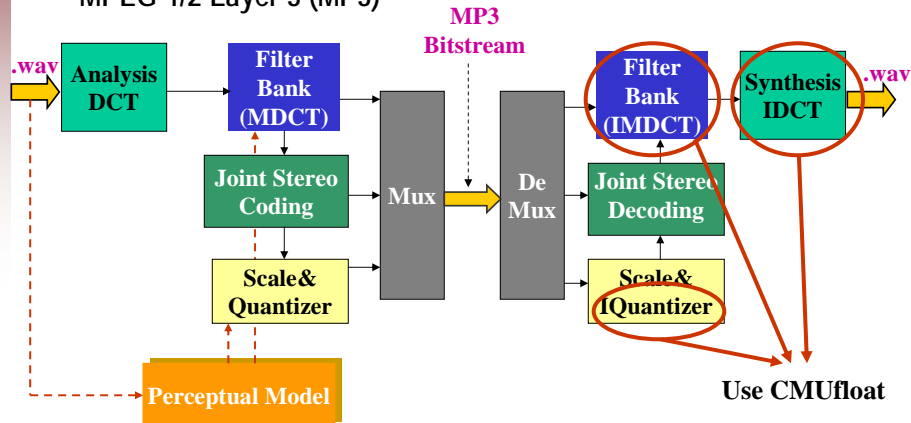 MPEG-1/2 Layer 3 (MP3)
MP3
Bitstream
.wav
Analysis
DCT
Filter
Bank
(MDCT)
Joint Stereo
Coding
Scale&
Quantizer
Perceptual Model
Mux
De
Mux
Filter
Bank
(IMDCT)
Joint Stereo
Decoding
Scale&
IQuantizer
Synthesis
IDCT
.wav
Use CMUfloat